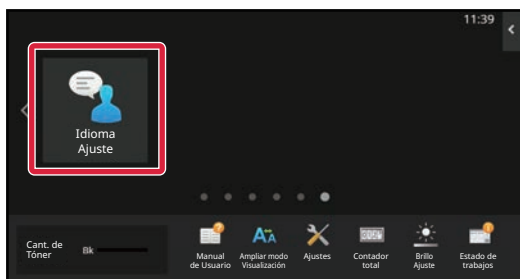 11:39
Idioma
Ajuste
Cant. de
Tóner
Bk
Manual
de Usuario
Ampliar modo
Visualización
Ajustes
Contador
total
Brillo
Ajuste
Estado de
trabajos